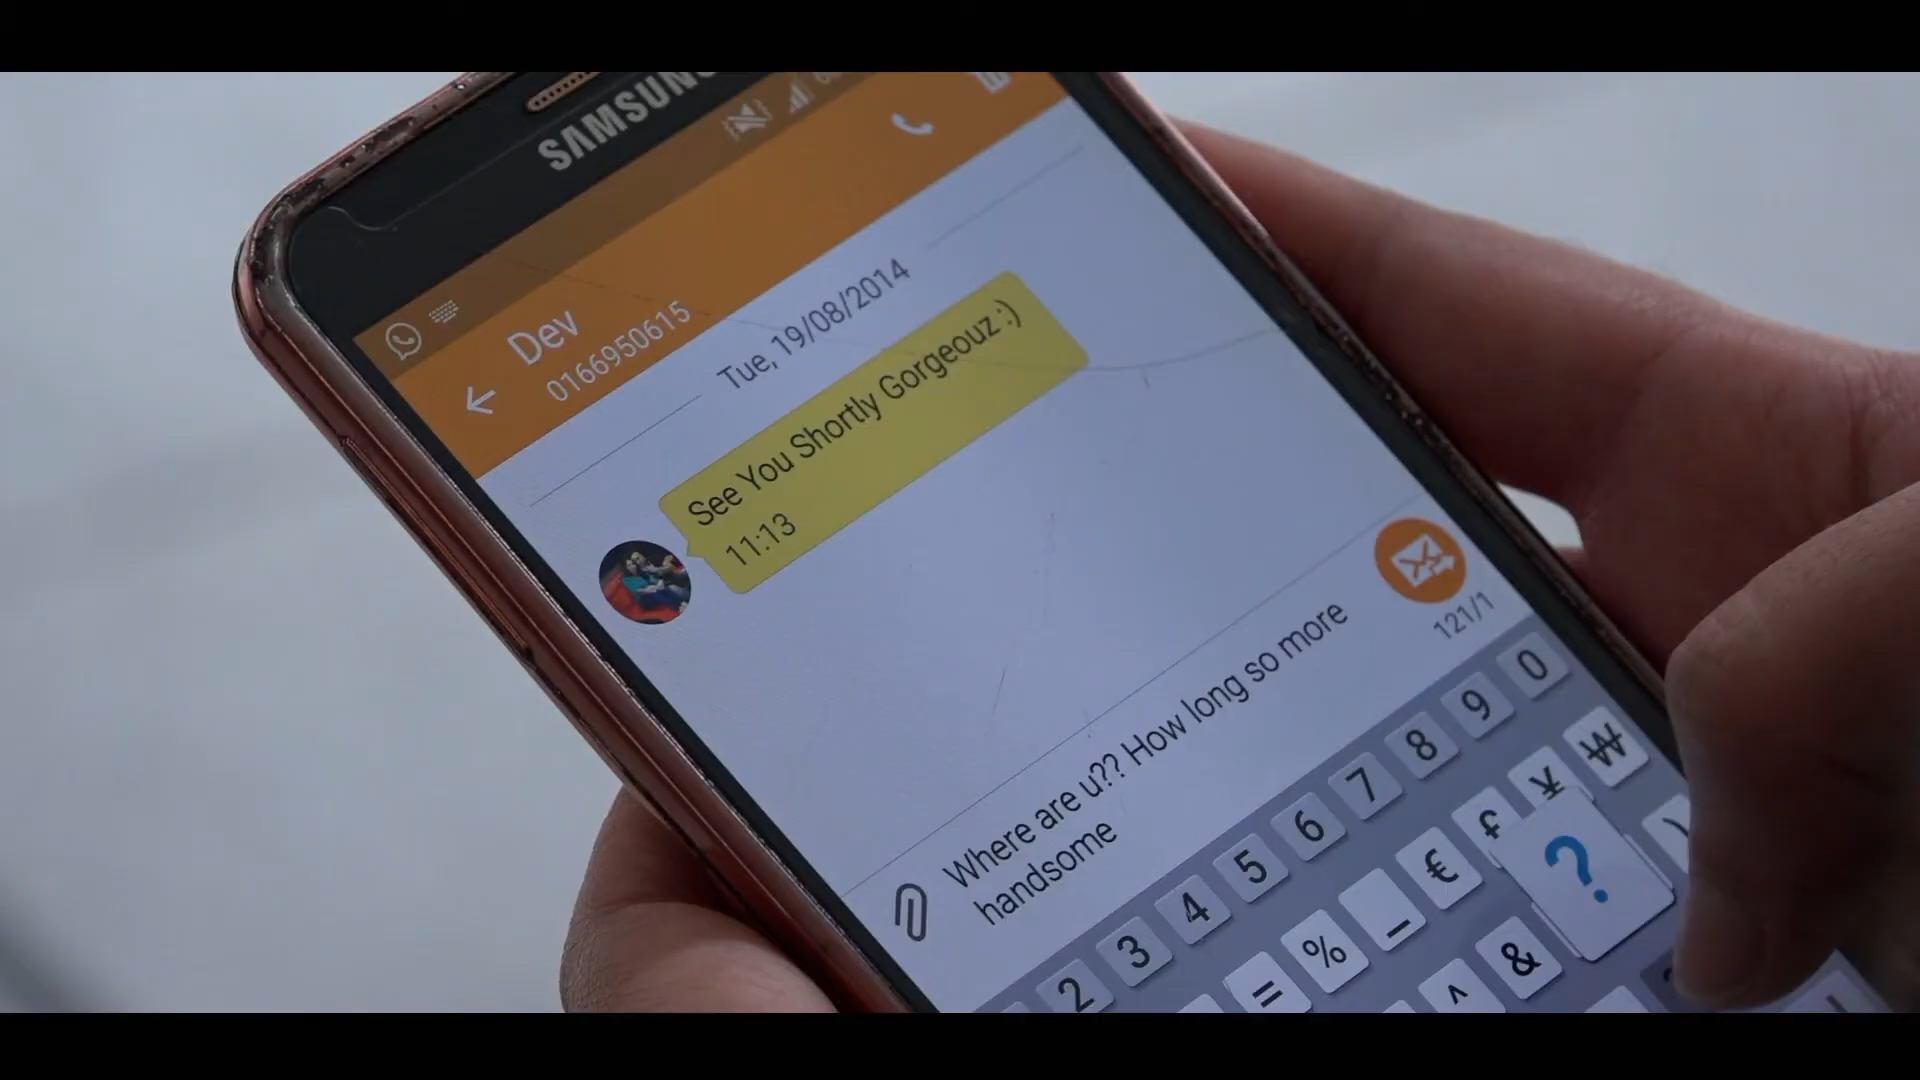 SAMSUNG
Dev
0166950615
Tue, 19/08/2014
See You Shortly Gorgeouz :)
11:13
Where are u?? How long so more
handsome
121/1
2 3 4 5 6 7 8 9 0
= % _ € £ ¥ ₩
^ & ?